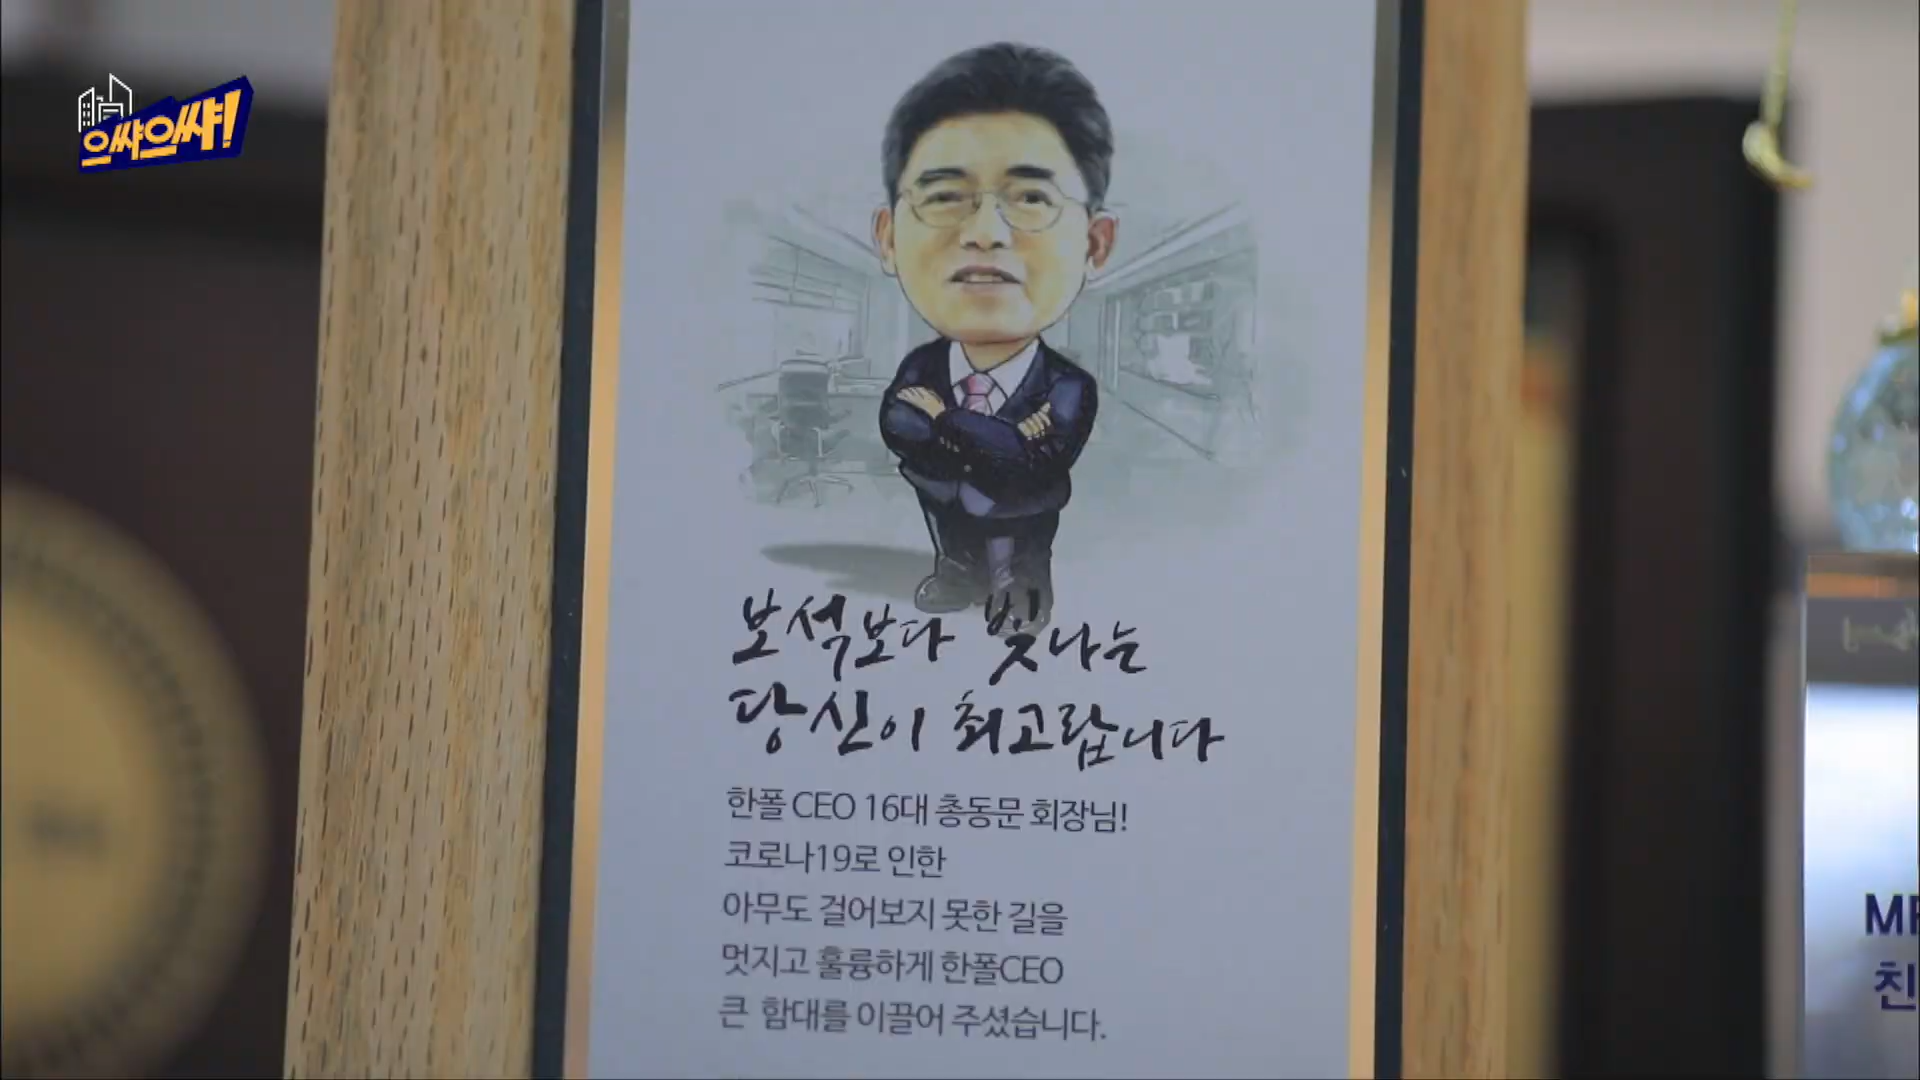 으쌰으쌰!
보석보다 빛나는
당신이 최고랍니다
한폴 CEO 16대 총동문 회장님!
코로나19로 인한
아무도 걸어보지 못한 길을
멋지고 훌륭하게 한폴CEO
큰 함대를 이끌어 주셨습니다.
친